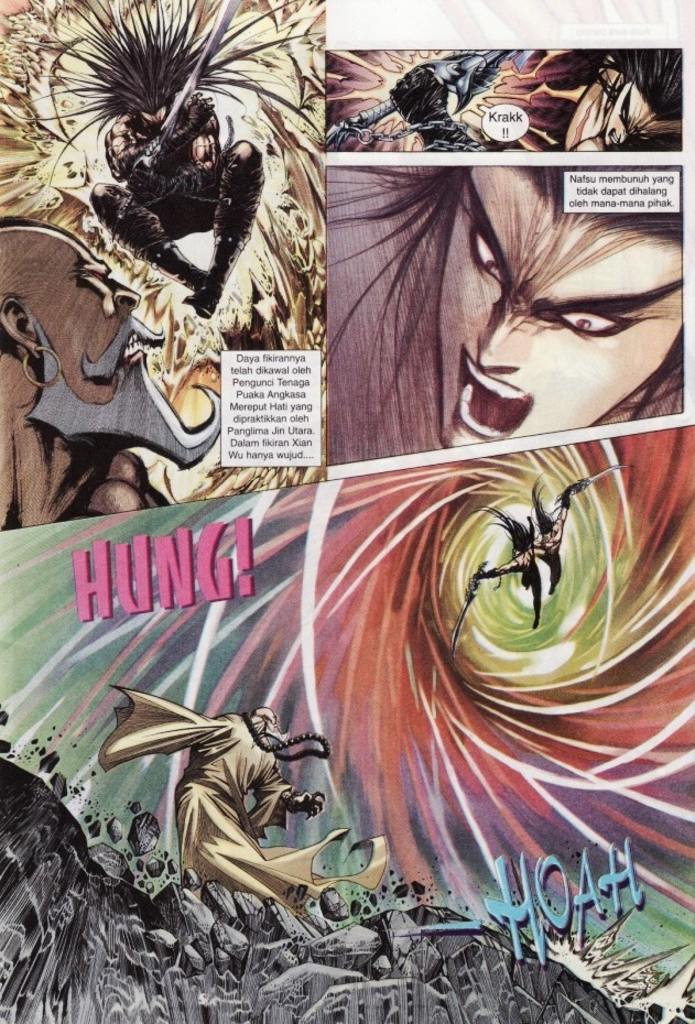 Krakk
!!
Nafsu membunuh yang
tidak dapat dihalang
oleh mana-mana pihak.
Daya fikirannya
telah dikawal oleh
Pengunci Tenaga
Puaka Angkasa
Mereput Hati yang
dipraktikkan oleh
Panglima Jin Utara.
Dalam fikiran Xian
Wu hanya wujud....
HUNG!
HOAH